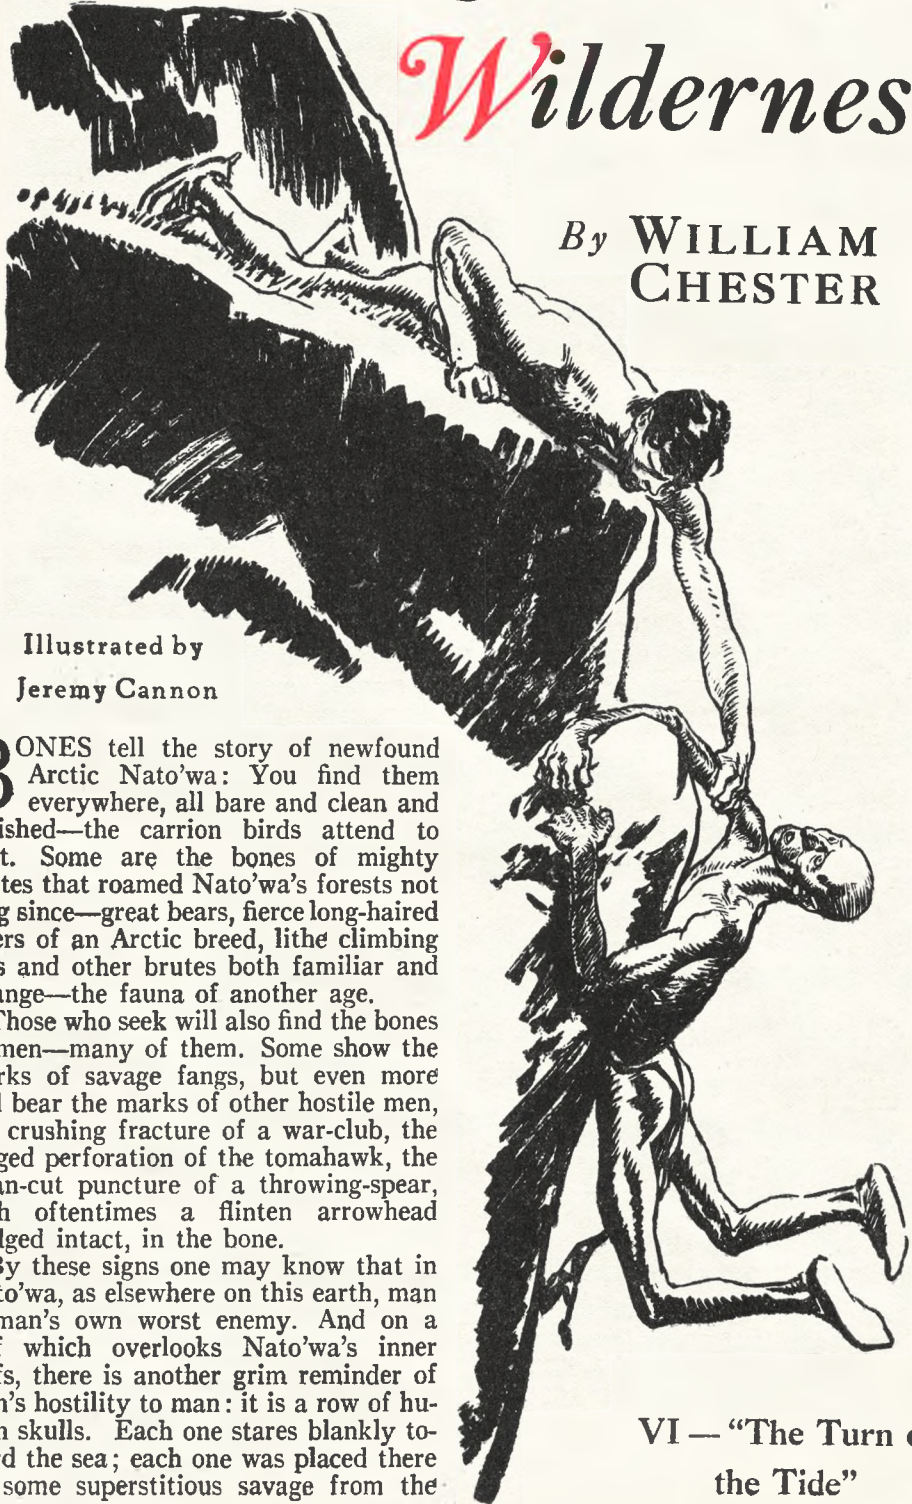 Wildernes
By WILLIAM
CHESTER
Illustrated by
Jeremy Cannon
BONES tell the story of newfound
Arctic Nato'wa: You find them
everywhere, all bare and clean and
ished—the carrion birds attend to
t. Some are the bones of mighty
tes that roamed Nato'wa's forests not
g since—great bears, fierce long-haired
ers of an Arctic breed, lithe climbing
s and other brutes both familiar and
ange—the fauna of another age.
Those who seek will also find the bones
men—many of them. Some show the
rks of savage fangs, but even more
l bear the marks of other hostile men,
crushing fracture of a war-club, the
ged perforation of the tomahawk, the
an-cut puncture of a throwing-spear,
h oftentimes a flinten arrowhead
lged intact, in the bone.
By these signs one may know that in
to'wa, as elsewhere on this earth, man
man's own worst enemy. And on a
f which overlooks Nato'wa's inner
fs, there is another grim reminder of
n's hostility to man: it is a row of hu-
n skulls. Each one stares blankly to-
rd the sea; each one was placed there
some superstitious savage from the
VI—"The Turn
the Tide"